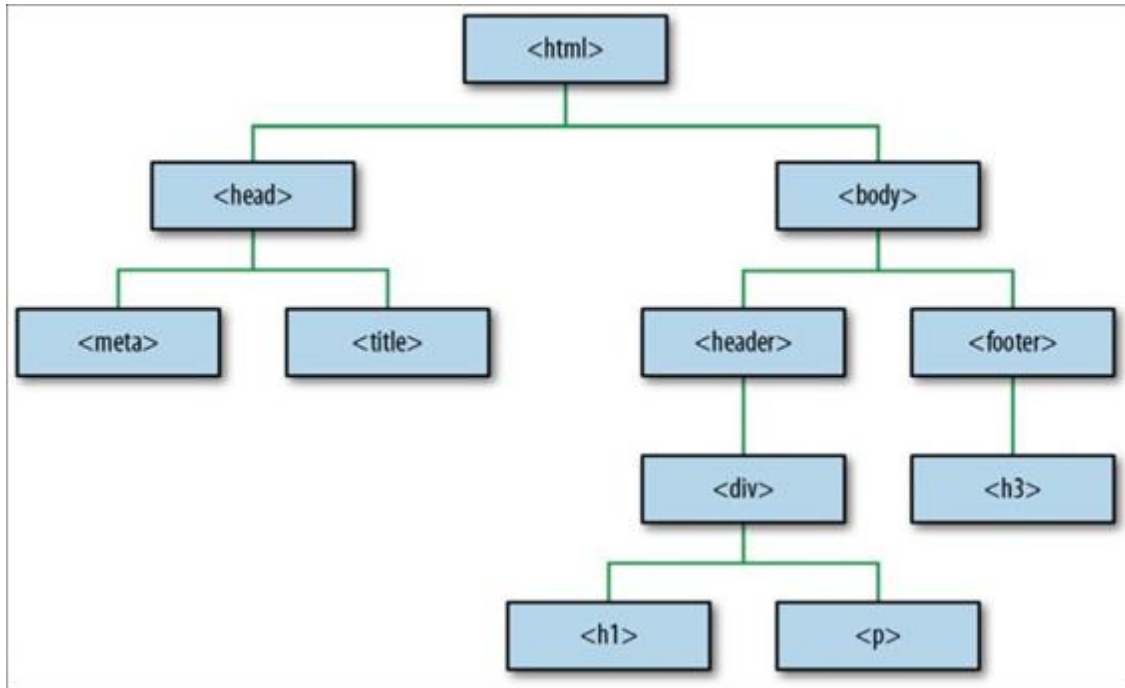 <html>
<head>
<body>
<meta>
<title>
<header>
<footer>
<div>
<h3>
<h1>
<p>